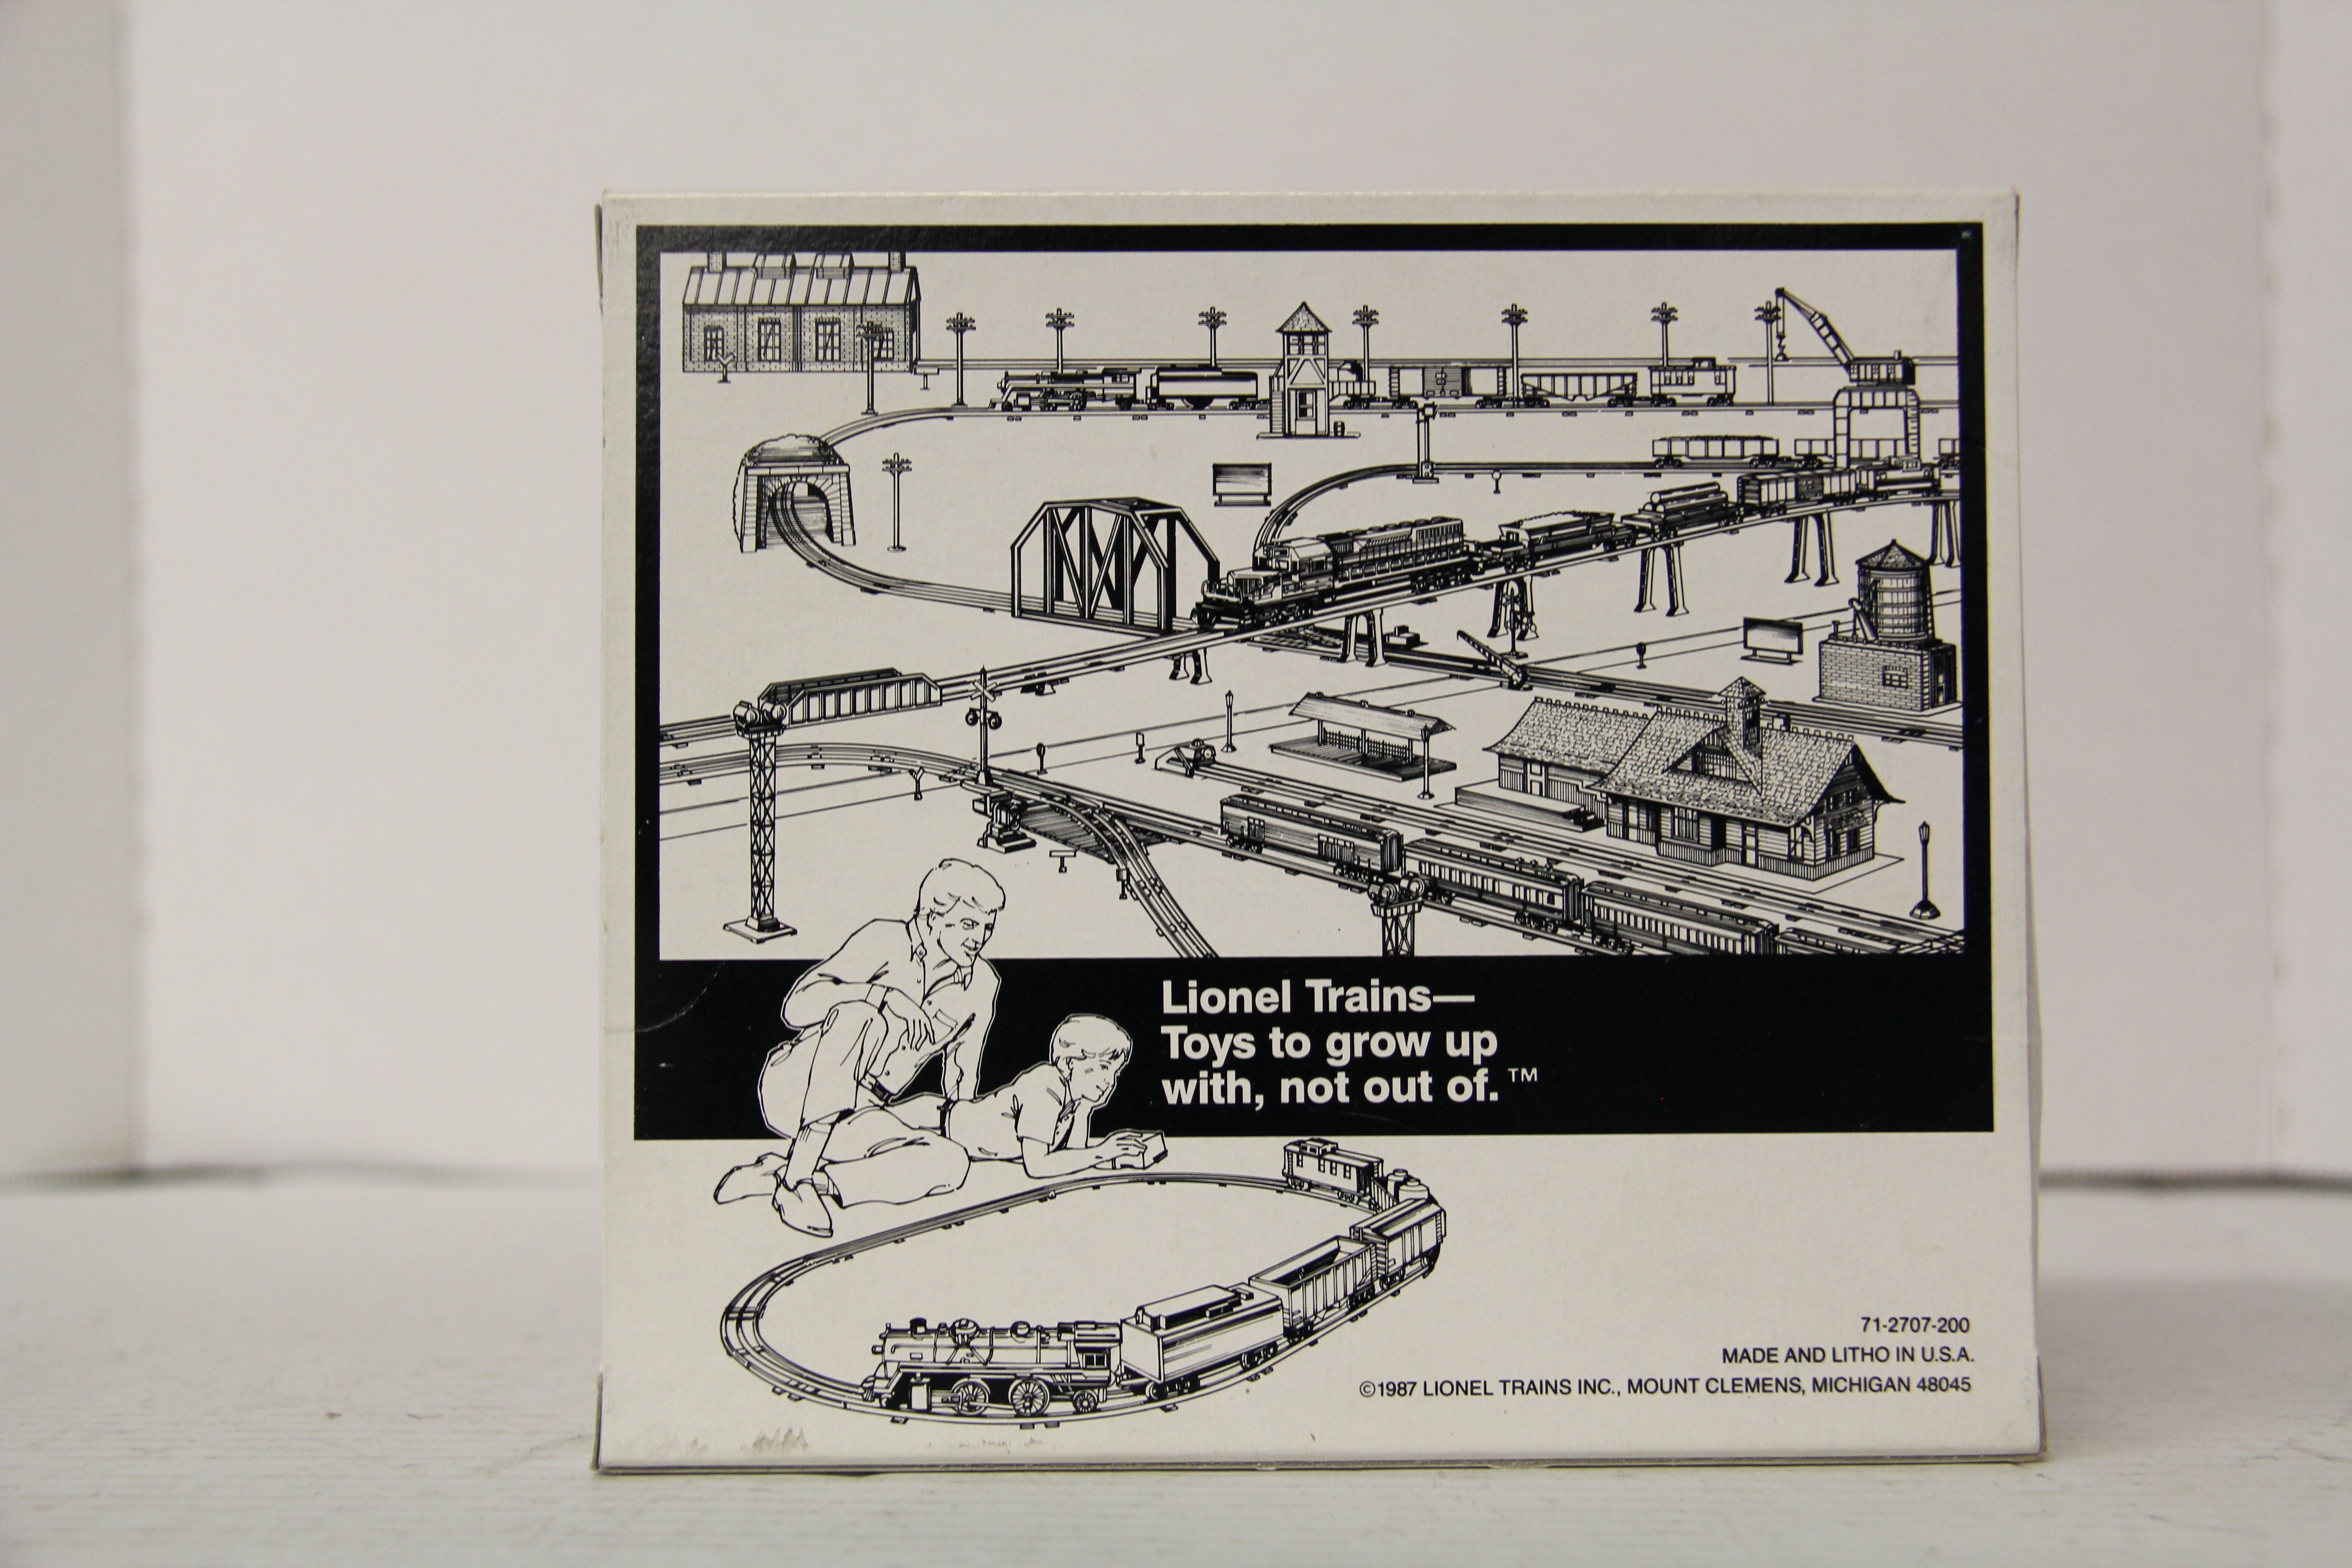 Lionel Trains—
Toys to grow up
with, not out of.™
71-2707-200
MADE AND LITHO IN U.S.A.
©1987 LIONEL TRAINS INC., MOUNT CLEMENS, MICHIGAN 48045